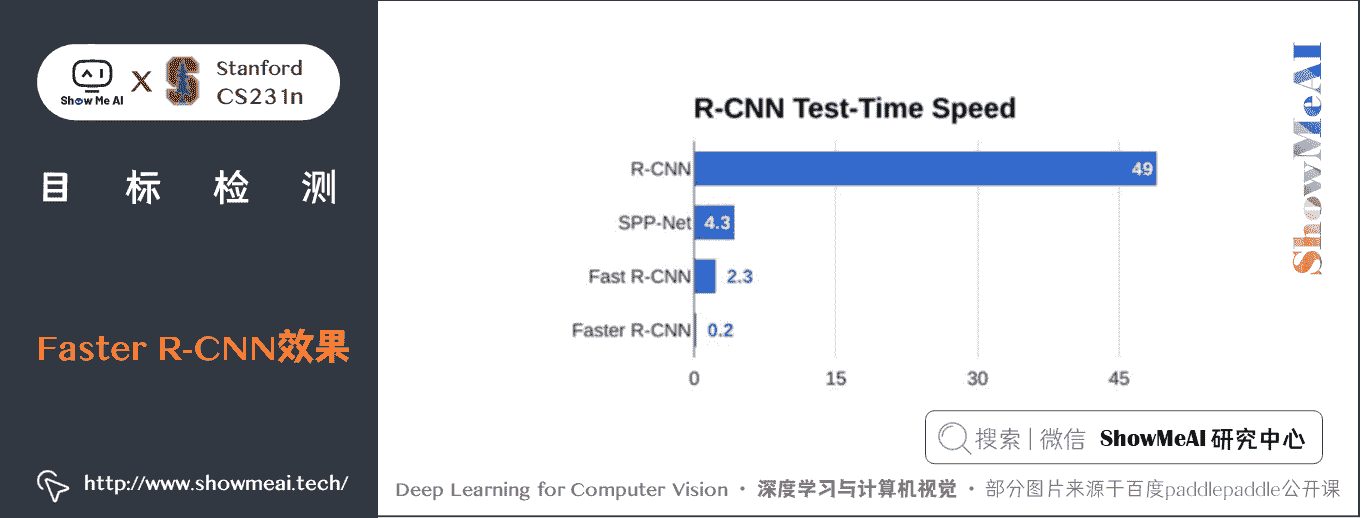 Show Me AI
X
Stanford
CS231n
目标检测
Faster R-CNN效果
http://www.showmeai.tech/
R-CNN Test-Time Speed
R-CNN
49
SPP-Net
4.3
Fast R-CNN
2.3
Faster R-CNN
0.2
0 15 30 45
ShowMeAI
搜索 | 微信 ShowMeAI 研究中心
Deep Learning for Computer Vision · 深度学习与计算机视觉 · 部分图片来源于百度paddlepaddle公开课